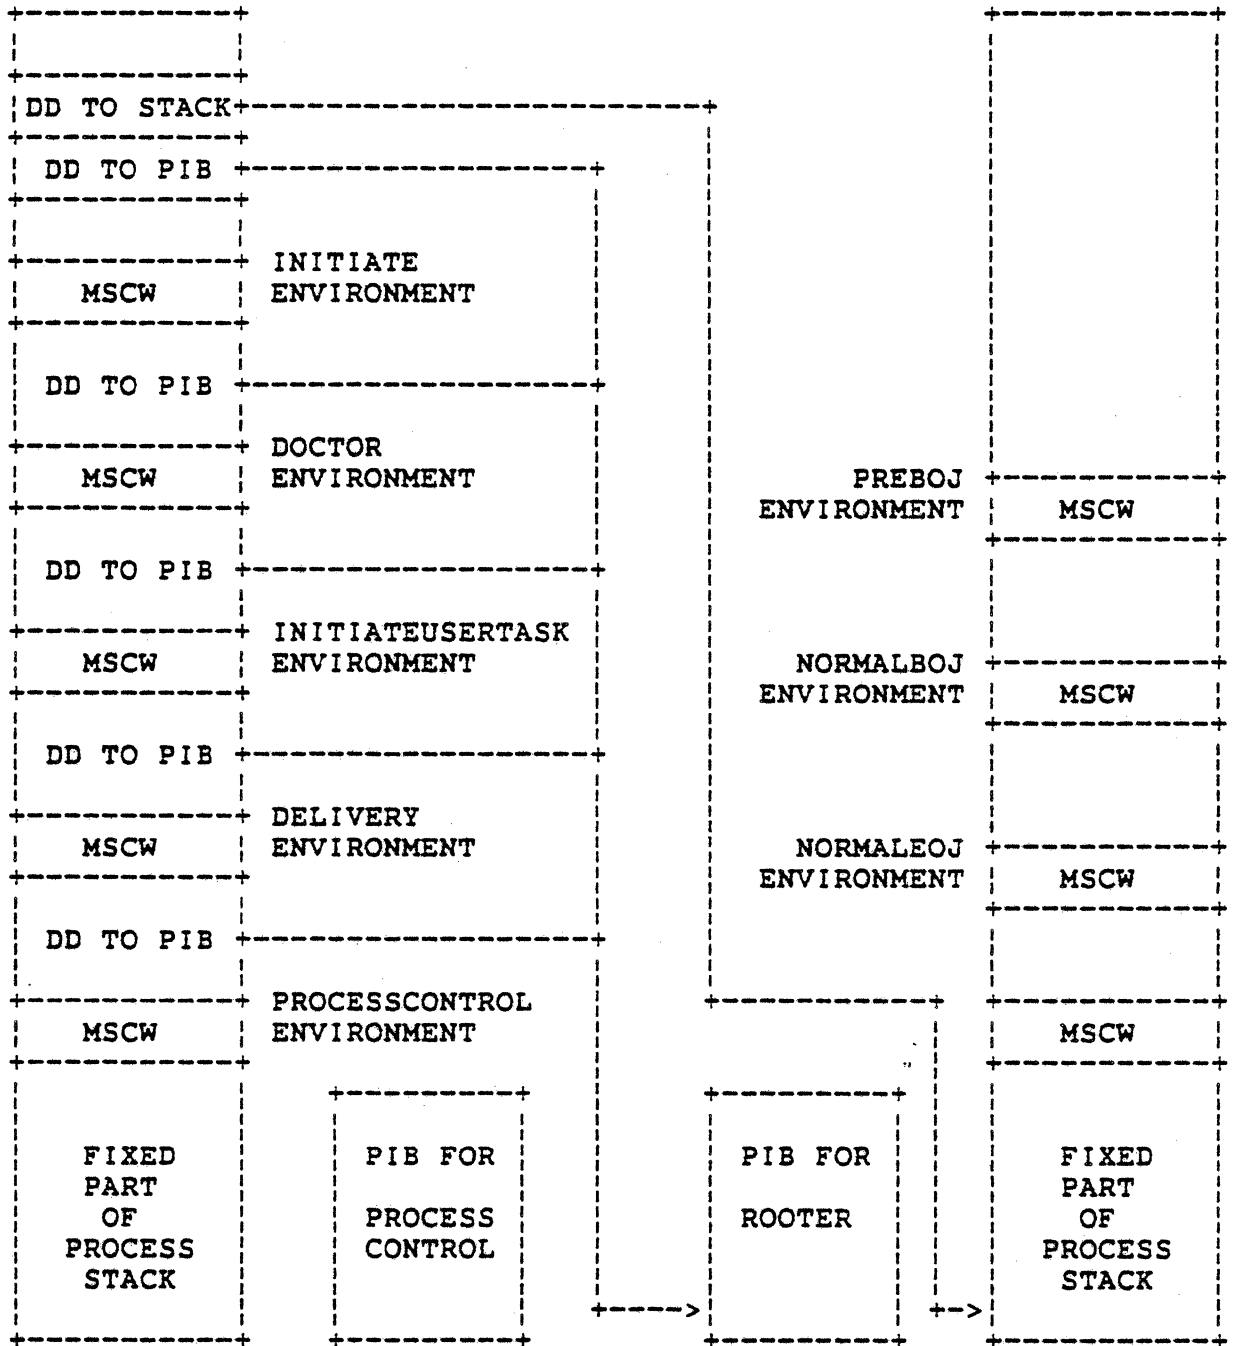 DD TO STACK
DD TO PIB
INITIATE
MSCW ENVIRONMENT
DD TO PIB
DOCTOR
MSCW ENVIRONMENT
PREBOJ
ENVIRONMENT MSCW
DD TO PIB
INITIATEUSERTASK
MSCW ENVIRONMENT
NORMALBOJ
ENVIRONMENT MSCW
DD TO PIB
DELIVERY
MSCW ENVIRONMENT
NORMALEOJ
ENVIRONMENT MSCW
DD TO PIB
PROCESSCONTROL
MSCW ENVIRONMENT MSCW
FIXED PIB FOR PIB FOR FIXED
PART PART
OF PROCESS ROOTER OF
PROCESS CONTROL PROCESS
STACK STACK